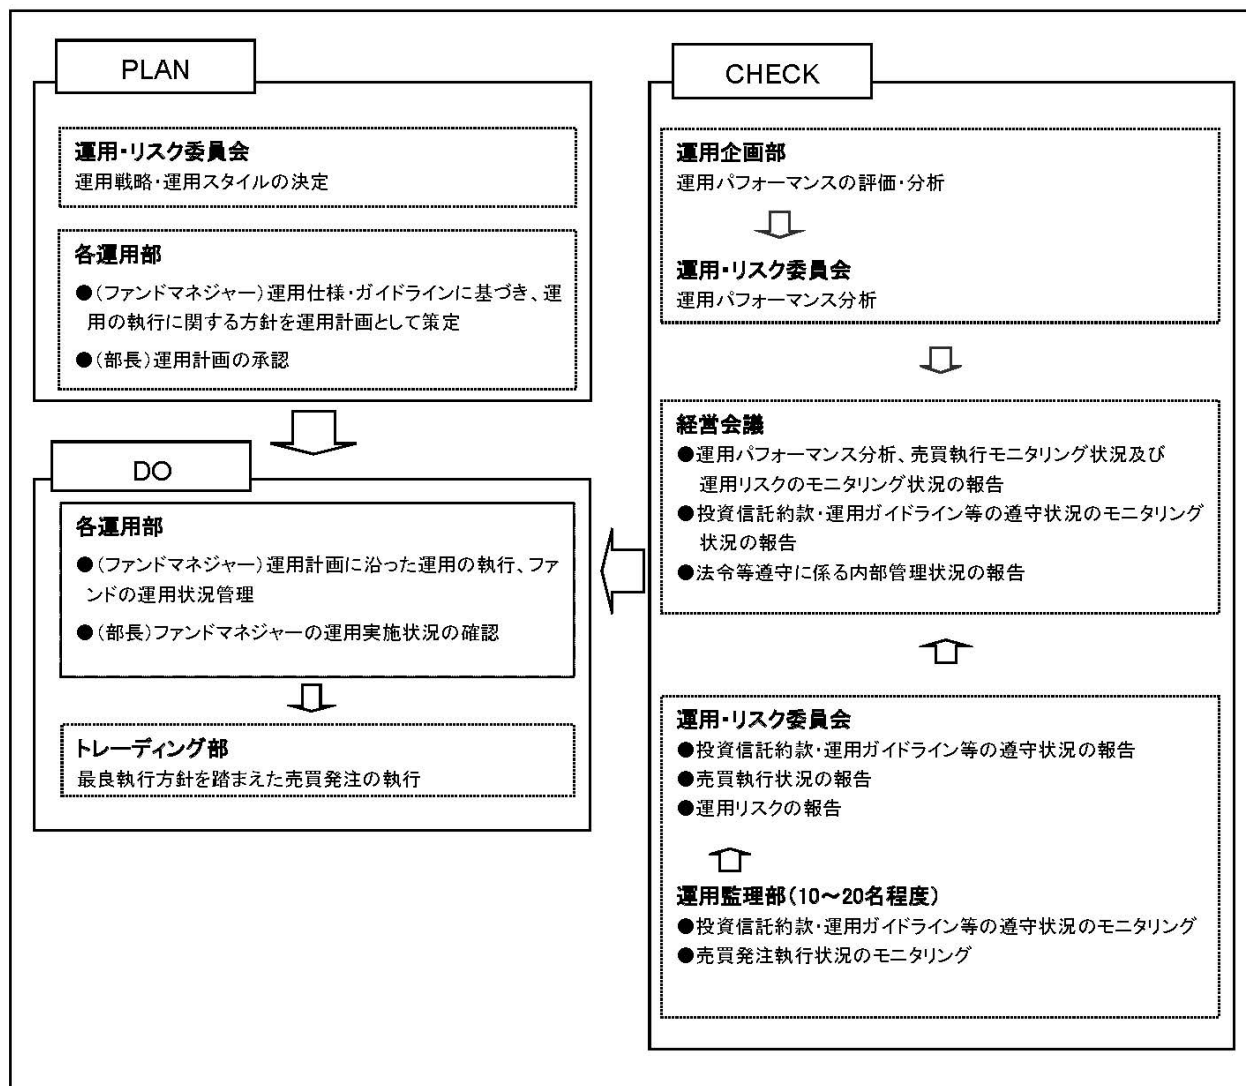 PLAN
運用・リスク委員会
運用戦略・運用スタイルの決定
各運用部
●(ファンドマネジャー)運用仕様・ガイドラインに基づき、運
用の執行に関する方針を運用計画として策定
●(部長)運用計画の承認
DO
各運用部
●(ファンドマネジャー)運用計画に沿った運用の執行、ファ
ンドの運用状況管理
●(部長)ファンドマネジャーの運用実施状況の確認
トレーディング部
最良執行方針を踏まえた売買発注の執行
CHECK
運用企画部
運用パフォーマンスの評価・分析
運用・リスク委員会
運用パフォーマンス分析
経営会議
●運用パフォーマンス分析、売買執行モニタリング状況及び
運用リスクのモニタリング状況の報告
●投資信託約款・運用ガイドライン等の遵守状況のモニタリング
状況の報告
●法令等遵守に係る内部管理状況の報告
運用・リスク委員会
●投資信託約款・運用ガイドライン等の遵守状況の報告
●売買執行状況の報告
●運用リスクの報告
運用監理部(10～20名程度)
●投資信託約款・運用ガイドライン等の遵守状況のモニタリング
●売買発注執行状況のモニタリング